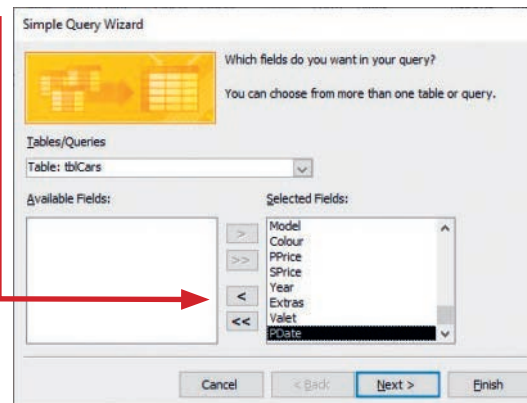 Simple Query Wizard
Which fields do you want in your query?
You can choose from more than one table or query.
Tables/Queries
Table: tblCars
Available Fields:
Selected Fields:
>
>>
<
<<
Model
Colour
PPrice
SPrice
Year
Extras
Valet
PDate
Cancel
< Back
Next >
Finish